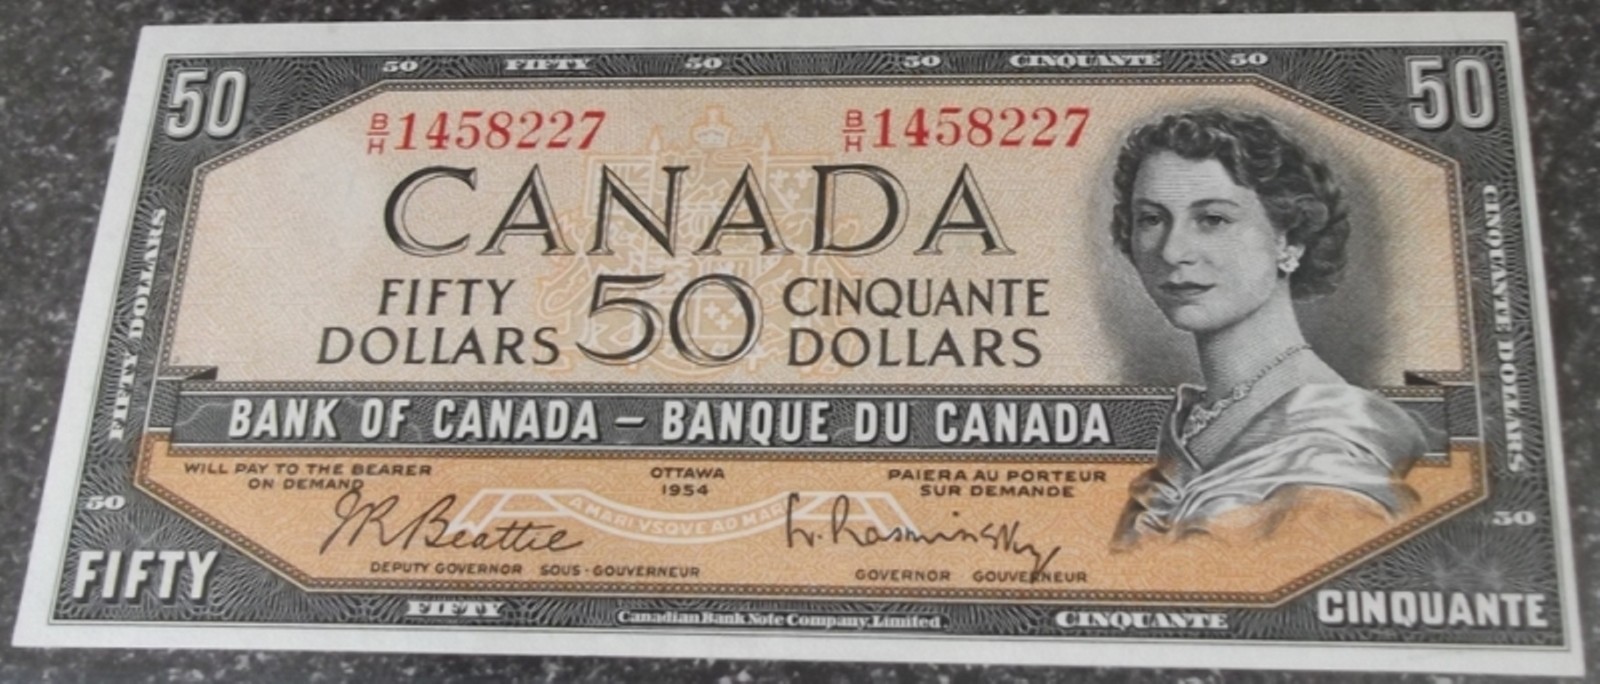 50 FIFTY 50 50 CINQUANTE 50
50 50
B/H 1458227 B/H 1458227
CANADA
FIFTY DOLLARS 50 CINQUANTE DOLLARS
FIFTY DOLLARS
CINQUANTE DOLLARS
BANK OF CANADA – BANQUE DU CANADA
WILL PAY TO THE BEARER
ON DEMAND
OTTAWA
1954
PAIERA AU PORTEUR
SUR DEMANDE
50
50
A MARI VSQVE AD MARE
J.R. Beattie
L. Rasminsky
DEPUTY GOVERNOR SOUS-GOUVERNEUR
GOVERNOR GOUVERNEUR
FIFTY
CINQUANTE
FIFTY
Canadian Bank Note Company, Limited
CINQUANTE